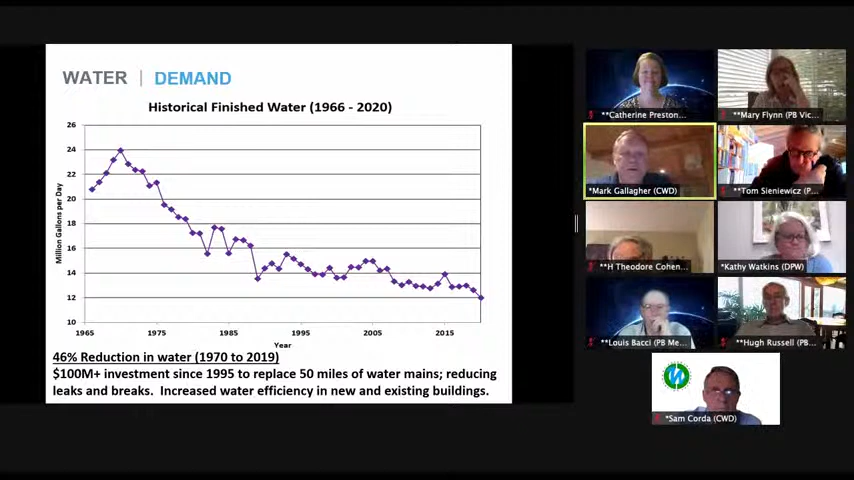 WATER | DEMAND
Historical Finished Water (1966 - 2020)
Million Gallons per Day
26
24
22
20
18
16
14
12
10
1965
1975
1985
1995
2005
2015
Year
46% Reduction in water (1970 to 2019)
$100M+ investment since 1995 to replace 50 miles of water mains; reducing
leaks and breaks. Increased water efficiency in new and existing buildings.
**Catherine Preston...
**Mary Flynn (PB Vic...
*Mark Gallagher (CWD)
**Tom Sieniewicz (P...
**H Theodore Cohen...
*Kathy Watkins (DPW)
**Louis Bacci (PB Me...
**Hugh Russell (PB...
*Sam Corda (CWD)